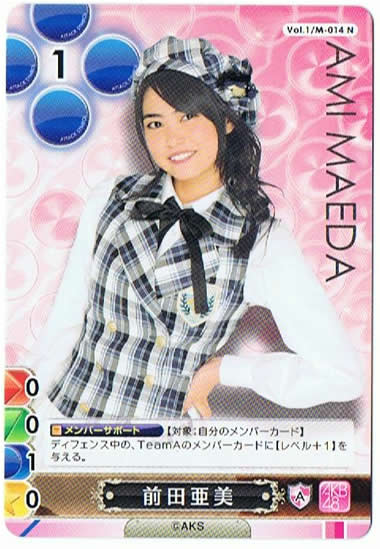 Vol.1/M-014 N
1
AMI MAEDA
0
0
1
0
メンバーサポート 【対象:自分のメンバーカード】
ディフェンス中の、TeamAのメンバーカードに【レベル+1】を
与える。
前田亜美
A
AKB
48
©AKS